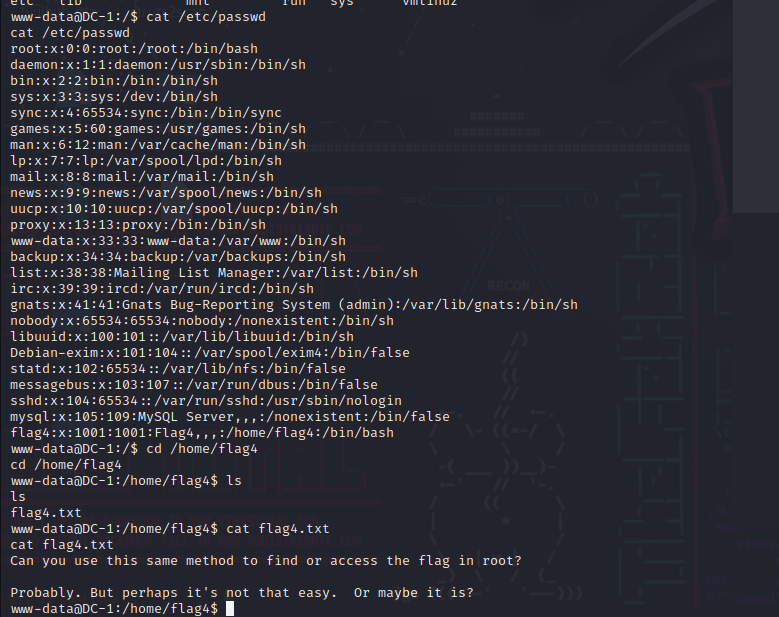 etc lib mnt run sys vmlinuz
www-data@DC-1:/$ cat /etc/passwd
cat /etc/passwd
root:x:0:0:root:/root:/bin/bash
daemon:x:1:1:daemon:/usr/sbin:/bin/sh
bin:x:2:2:bin:/bin:/bin/sh
sys:x:3:3:sys:/dev:/bin/sh
sync:x:4:65534:sync:/bin:/bin/sync
games:x:5:60:games:/usr/games:/bin/sh
man:x:6:12:man:/var/cache/man:/bin/sh
lp:x:7:7:lp:/var/spool/lpd:/bin/sh
mail:x:8:8:mail:/var/mail:/bin/sh
news:x:9:9:news:/var/spool/news:/bin/sh
uucp:x:10:10:uucp:/var/spool/uucp:/bin/sh
proxy:x:13:13:proxy:/bin:/bin/sh
www-data:x:33:33:www-data:/var/www:/bin/sh
backup:x:34:34:backup:/var/backups:/bin/sh
list:x:38:38:Mailing List Manager:/var/list:/bin/sh
irc:x:39:39:ircd:/var/run/ircd:/bin/sh
gnats:x:41:41:Gnats Bug-Reporting System (admin):/var/lib/gnats:/bin/sh
nobody:x:65534:65534:nobody:/nonexistent:/bin/sh
libuuid:x:100:101::/var/lib/libuuid:/bin/sh
Debian-exim:x:101:104::/var/spool/exim4:/bin/false
statd:x:102:65534::/var/lib/nfs:/bin/false
messagebus:x:103:107::/var/run/dbus:/bin/false
sshd:x:104:65534::/var/run/sshd:/usr/sbin/nologin
mysql:x:105:109:MySQL Server,,,:/nonexistent:/bin/false
flag4:x:1001:1001:Flag4,,,:/home/flag4:/bin/bash
www-data@DC-1:/$ cd /home/flag4
cd /home/flag4
www-data@DC-1:/home/flag4$ ls
ls
flag4.txt
www-data@DC-1:/home/flag4$ cat flag4.txt
cat flag4.txt
Can you use this same method to find or access the flag in root?
Probably. But perhaps it's not that easy.  Or maybe it is?
www-data@DC-1:/home/flag4$
RECON